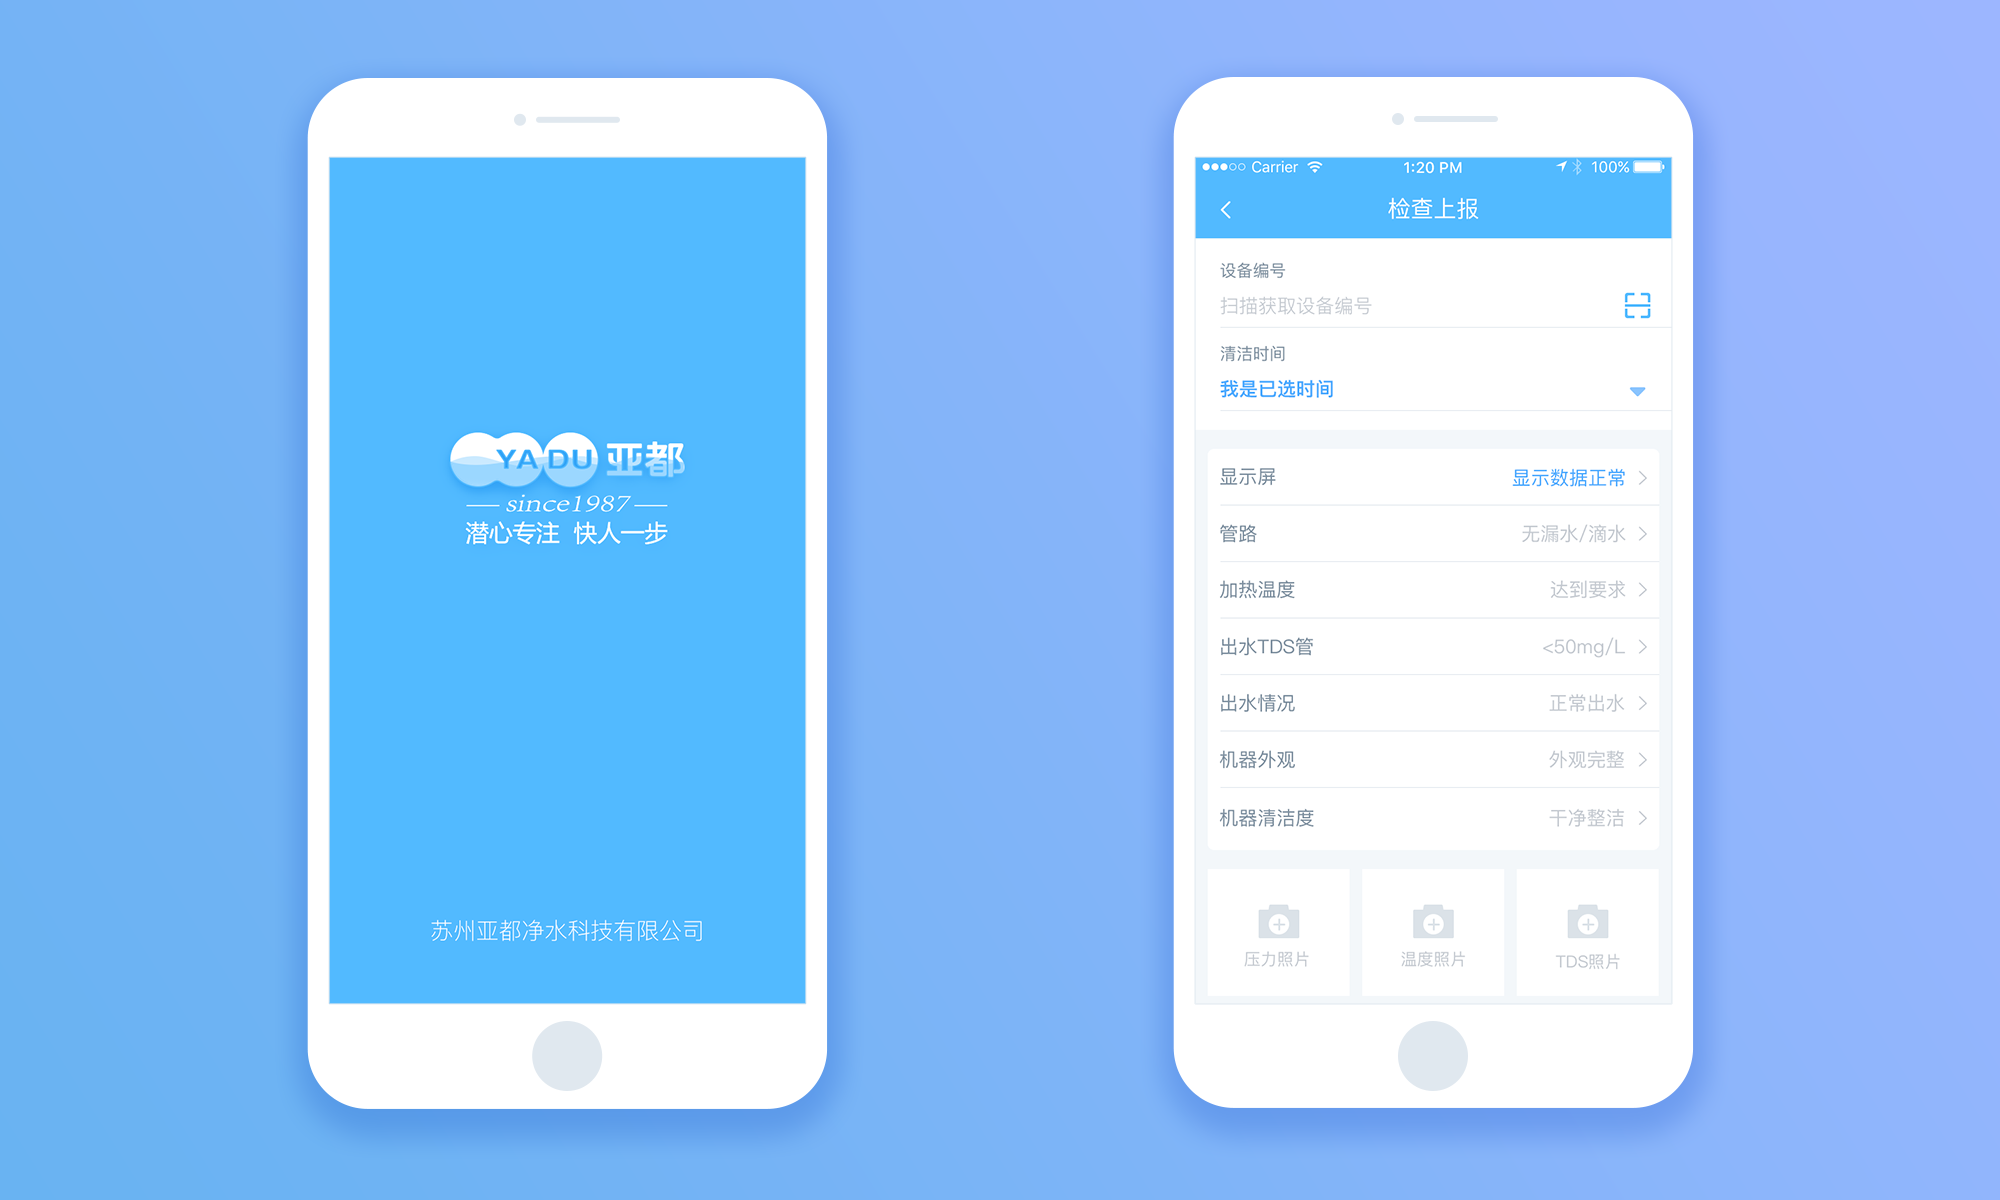 YADU 亚都
since1987
潜心专注 快人一步
苏州亚都净水科技有限公司
Carrier 1:20 PM 100%
检查上报
设备编号
扫描获取设备编号
清洁时间
我是已选时间
显示屏 显示数据正常
管路 无漏水/滴水
加热温度 达到要求
出水TDS管 <50mg/L
出水情况 正常出水
机器外观 外观完整
机器清洁度 干净整洁
压力照片 温度照片 TDS照片